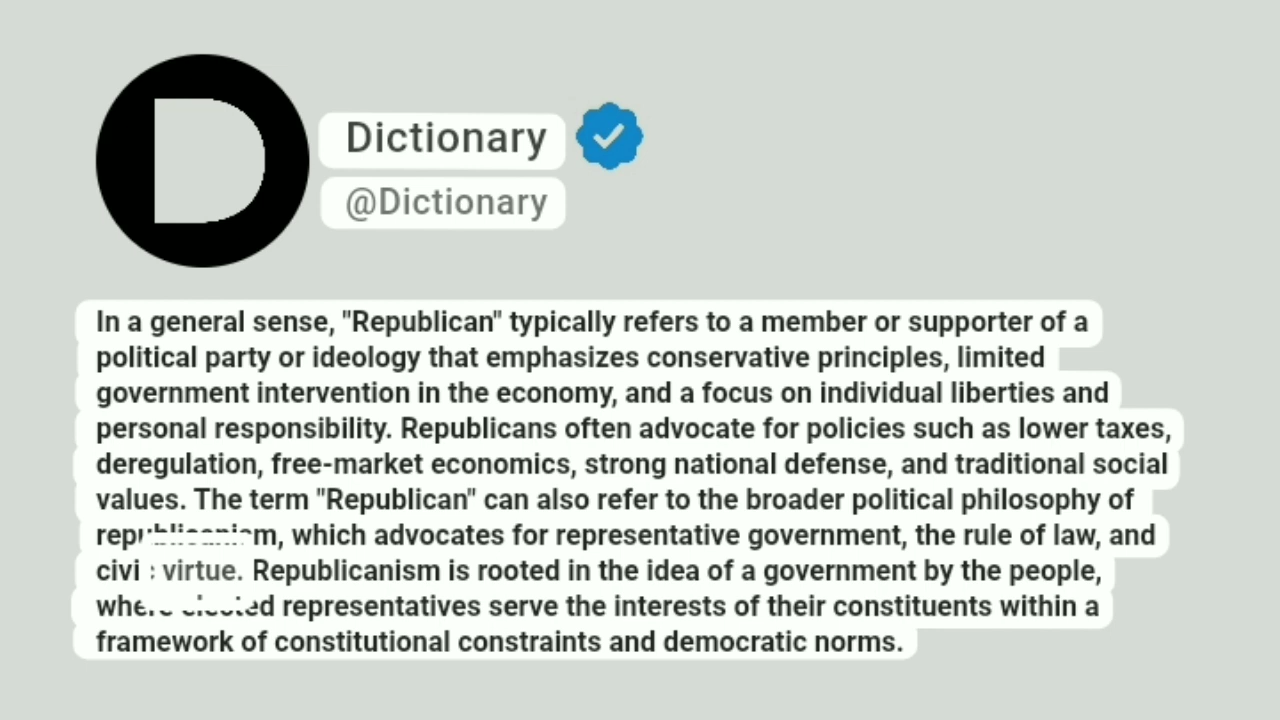 D
Dictionary
@Dictionary
In a general sense, "Republican" typically refers to a member or supporter of a
political party or ideology that emphasizes conservative principles, limited
government intervention in the economy, and a focus on individual liberties and
personal responsibility. Republicans often advocate for policies such as lower taxes,
deregulation, free-market economics, strong national defense, and traditional social
values. The term "Republican" can also refer to the broader political philosophy of
republicanism, which advocates for representative government, the rule of law, and
virtue. Republicanism is rooted in the idea of a government by the people,
where elected representatives serve the interests of their constituents within a
framework of constitutional constraints and democratic norms.